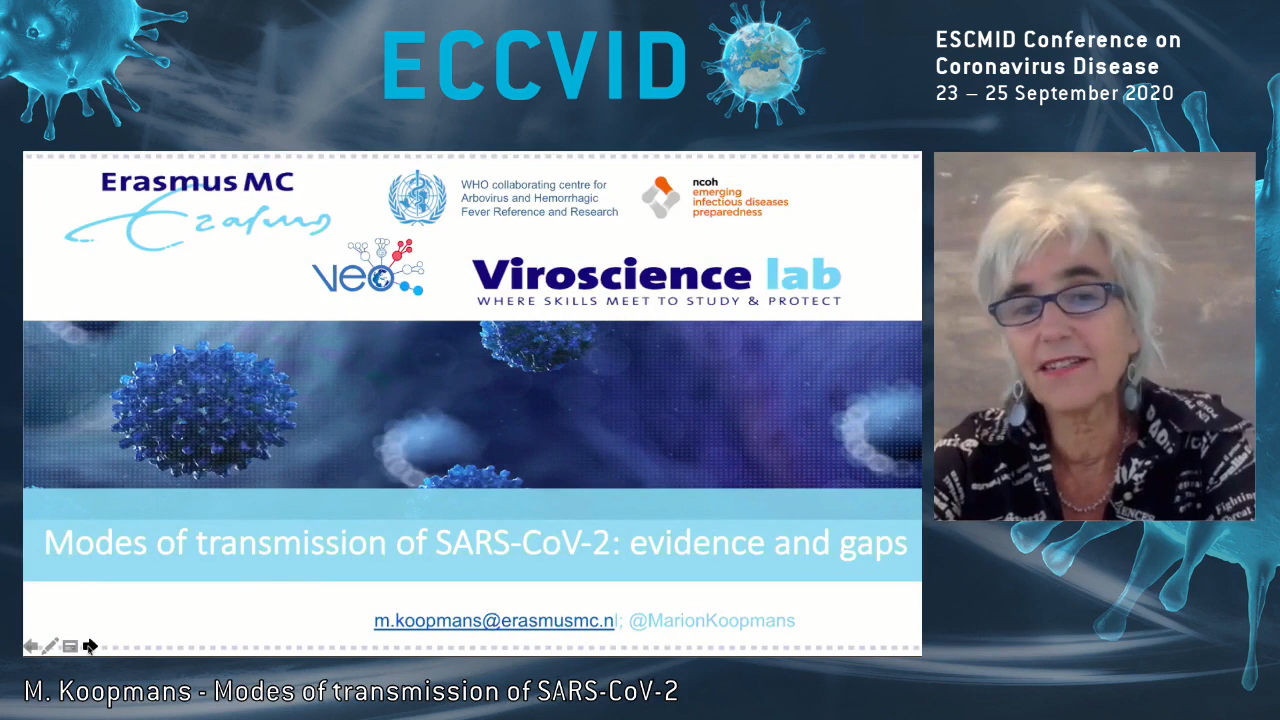 ECCVID
ESCMID Conference on
Coronavirus Disease
23 – 25 September 2020
Erasmus MC
Erasmus
WHO collaborating centre for
Arbovirus and Hemorrhagic
Fever Reference and Research
ncoh
emerging
infectious diseases
preparedness
VEO
Viroscience lab
WHERE SKILLS MEET TO STUDY & PROTECT
Modes of transmission of SARS-CoV-2: evidence and gaps
m.koopmans@erasmusmc.nl; @MarionKoopmans
Fighting
M. Koopmans - Modes of transmission of SARS-CoV-2